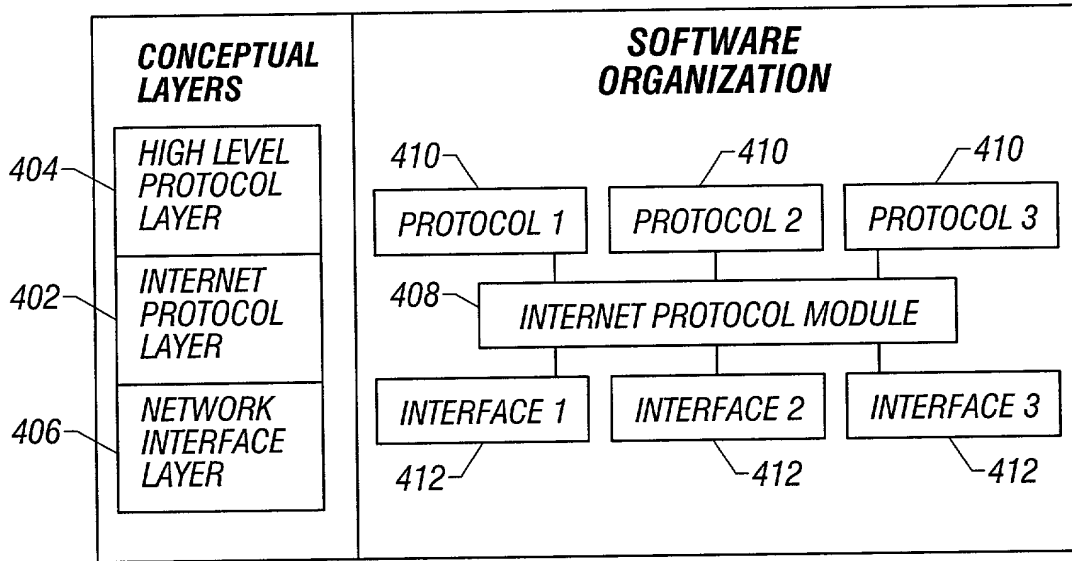 CONCEPTUAL
LAYERS
404
HIGH LEVEL
PROTOCOL
LAYER
402
INTERNET
PROTOCOL
LAYER
406
NETWORK
INTERFACE
LAYER
SOFTWARE
ORGANIZATION
410
410
410
PROTOCOL 1
PROTOCOL 2
PROTOCOL 3
408
INTERNET PROTOCOL MODULE
INTERFACE 1
INTERFACE 2
INTERFACE 3
412
412
412